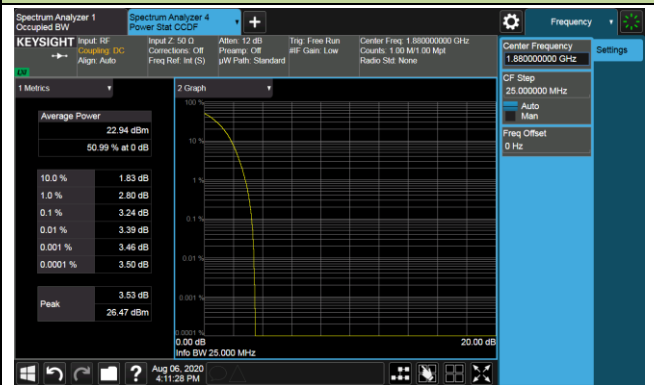 Spectrum Analyzer 1
Occupied BW
Spectrum Analyzer 4
Power Stat CCDF
Frequency
KEYSIGHT
Input: RF
Coupling: DC
Align: Auto
Input Z: 50 Ω
Corrections: Off
Freq Ref: Int (S)
Atten: 12 dB
Preamp: Off
µW Path: Standard
Trig: Free Run
#IF Gain: Low
Center Freq: 1.880000000 GHz
Counts: 1.00 M/1.00 Mpt
Radio Std: None
Center Frequency
1.880000000 GHz
Settings
CF Step
25.000000 MHz
Auto
Man
Freq Offset
0 Hz
1 Metrics
2 Graph
Average Power
22.94 dBm
50.99 % at 0 dB
10.0 % 1.83 dB
1.0 % 2.80 dB
0.1 % 3.24 dB
0.01 % 3.39 dB
0.001 % 3.46 dB
0.0001 % 3.50 dB
Peak
3.53 dB
26.47 dBm
100 %
10 %
1 %
0.1 %
0.01 %
0.001 %
0.0001 %
0.00 dB
20.00 dB
Info BW 25.000 MHz
Aug 06, 2020
4:11:28 PM